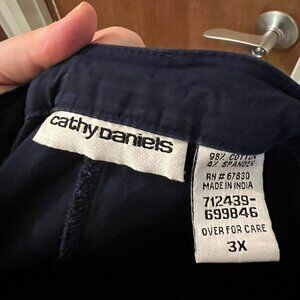 cathy daniels
96% COTTON
4% SPANDEX
RN # 67830
MADE IN INDIA
712439-
699846
OVER FOR CARE
3X